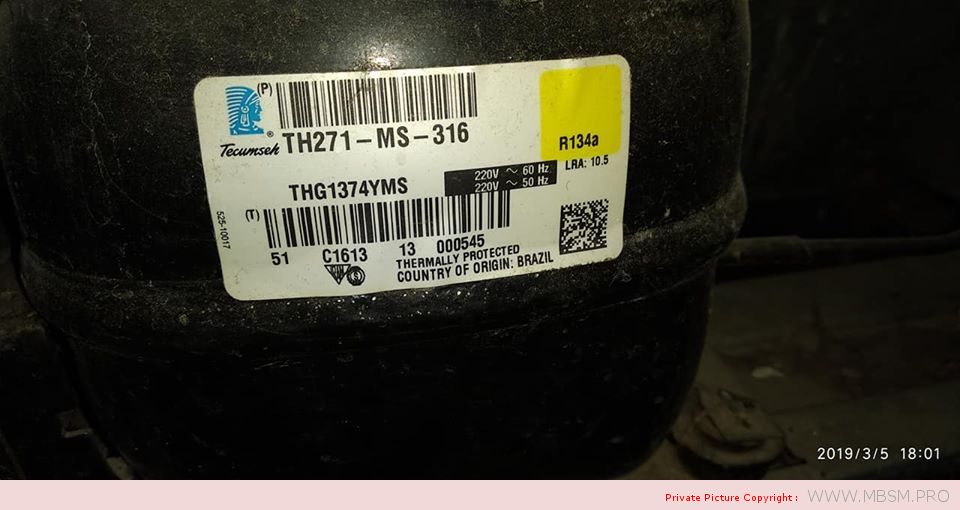 (P)
Tecumseh ® TH271-MS-316
R134a
LRA: 10.5
THG1374YMS
220V ~ 60 Hz
220V ~ 50 Hz
(E)
525-10017
51 C1613 13 000545
THERMALLY PROTECTED
COUNTRY OF ORIGIN: BRAZIL
2019/3/5 18:01
Private Picture Copyright : WWW.MBSM.PRO